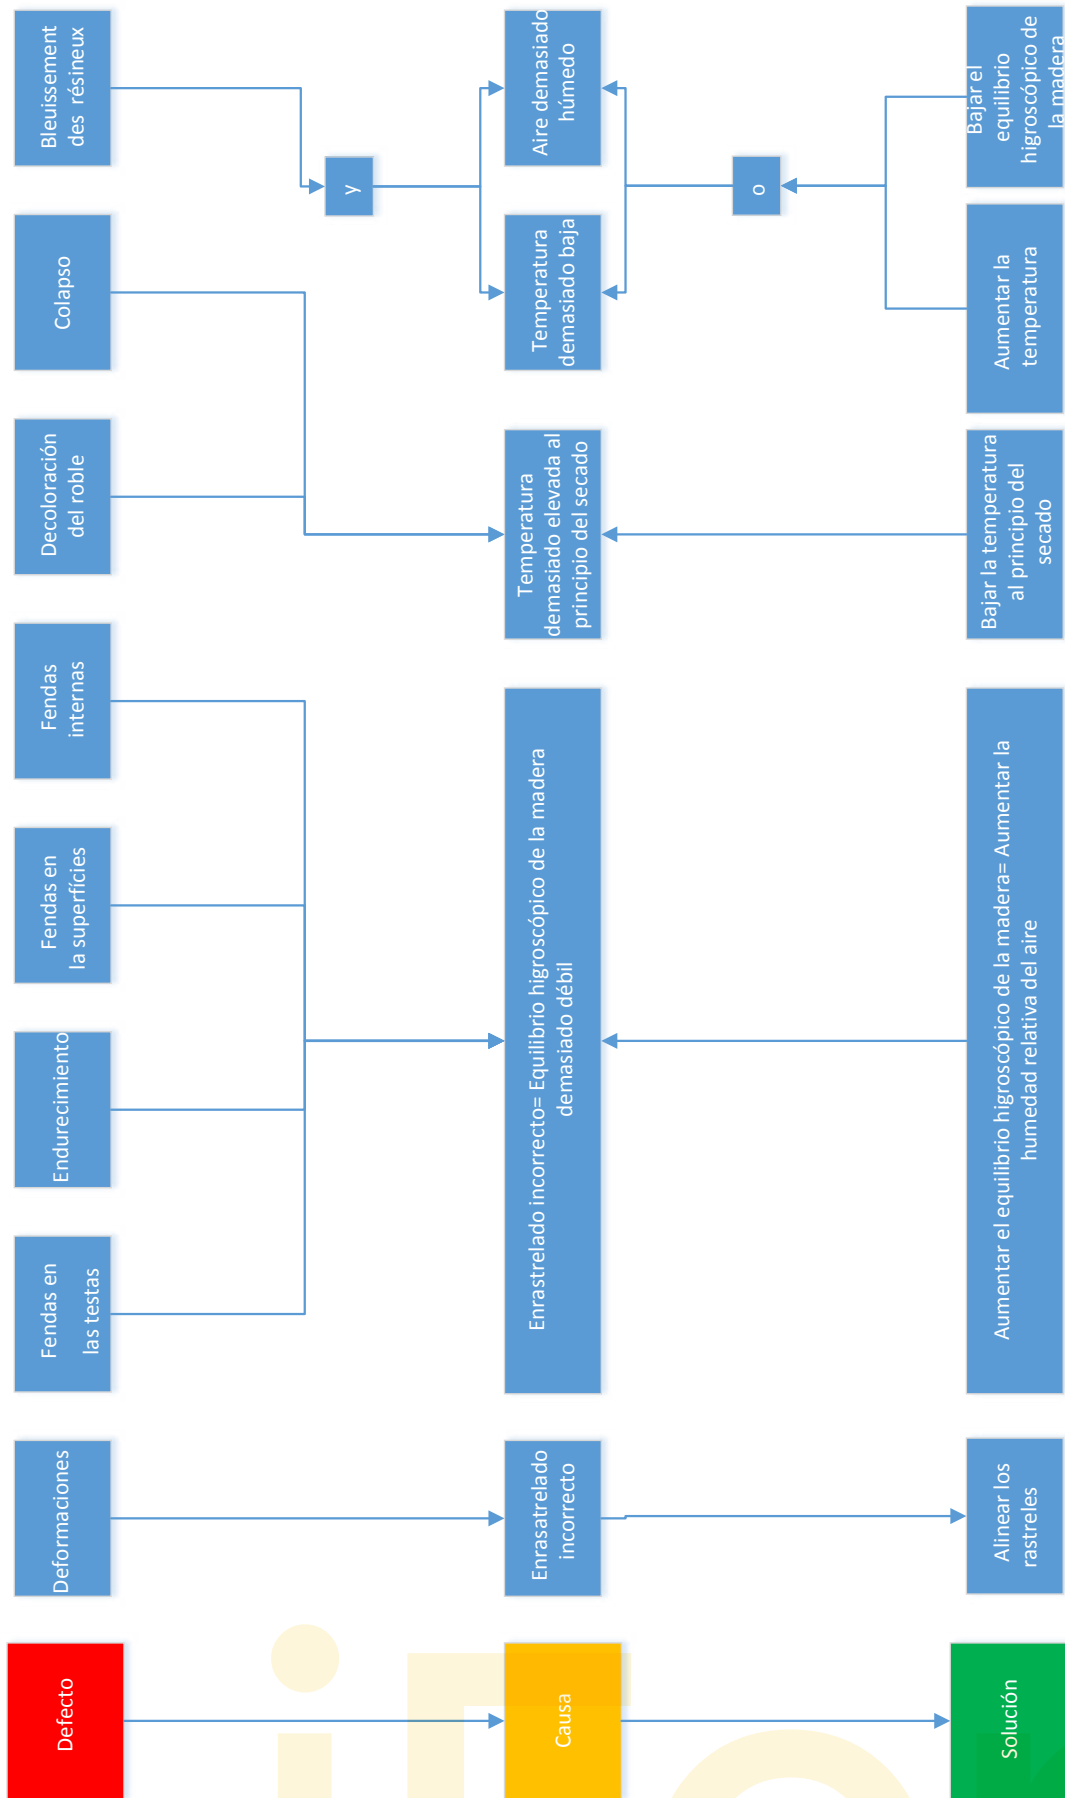 Defecto
Deformaciones
Fendas en
las testas
Endurecimiento
Fendas en
la superfícies
Fendas
internas
Decoloración
del roble
Colapso
Bleuissement
des résineux
y
Causa
Enrasatrelado
incorrecto
Enrastrelado incorrecto= Equilibrio higroscópico de la madera
demasiado débil
Temperatura
demasiado elevada al
principio del secado
Temperatura
demasiado baja
Aire demasiado
húmedo
o
Solución
Alinear los
rastreles
Aumentar el equilibrio higroscópico de la madera= Aumentar la
humedad relativa del aire
Bajar la temperatura
al principio del
secado
Aumentar la
temperatura
Bajar el
equilibrio
higroscópico de
la madera